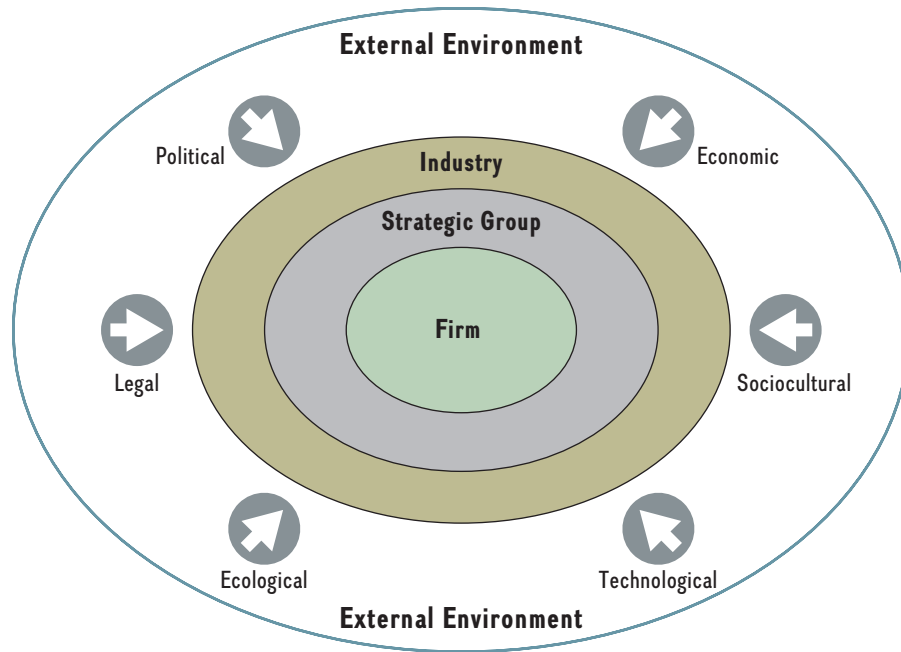 External Environment
Political
Economic
Industry
Strategic Group
Firm
Legal
Sociocultural
Ecological
Technological
External Environment